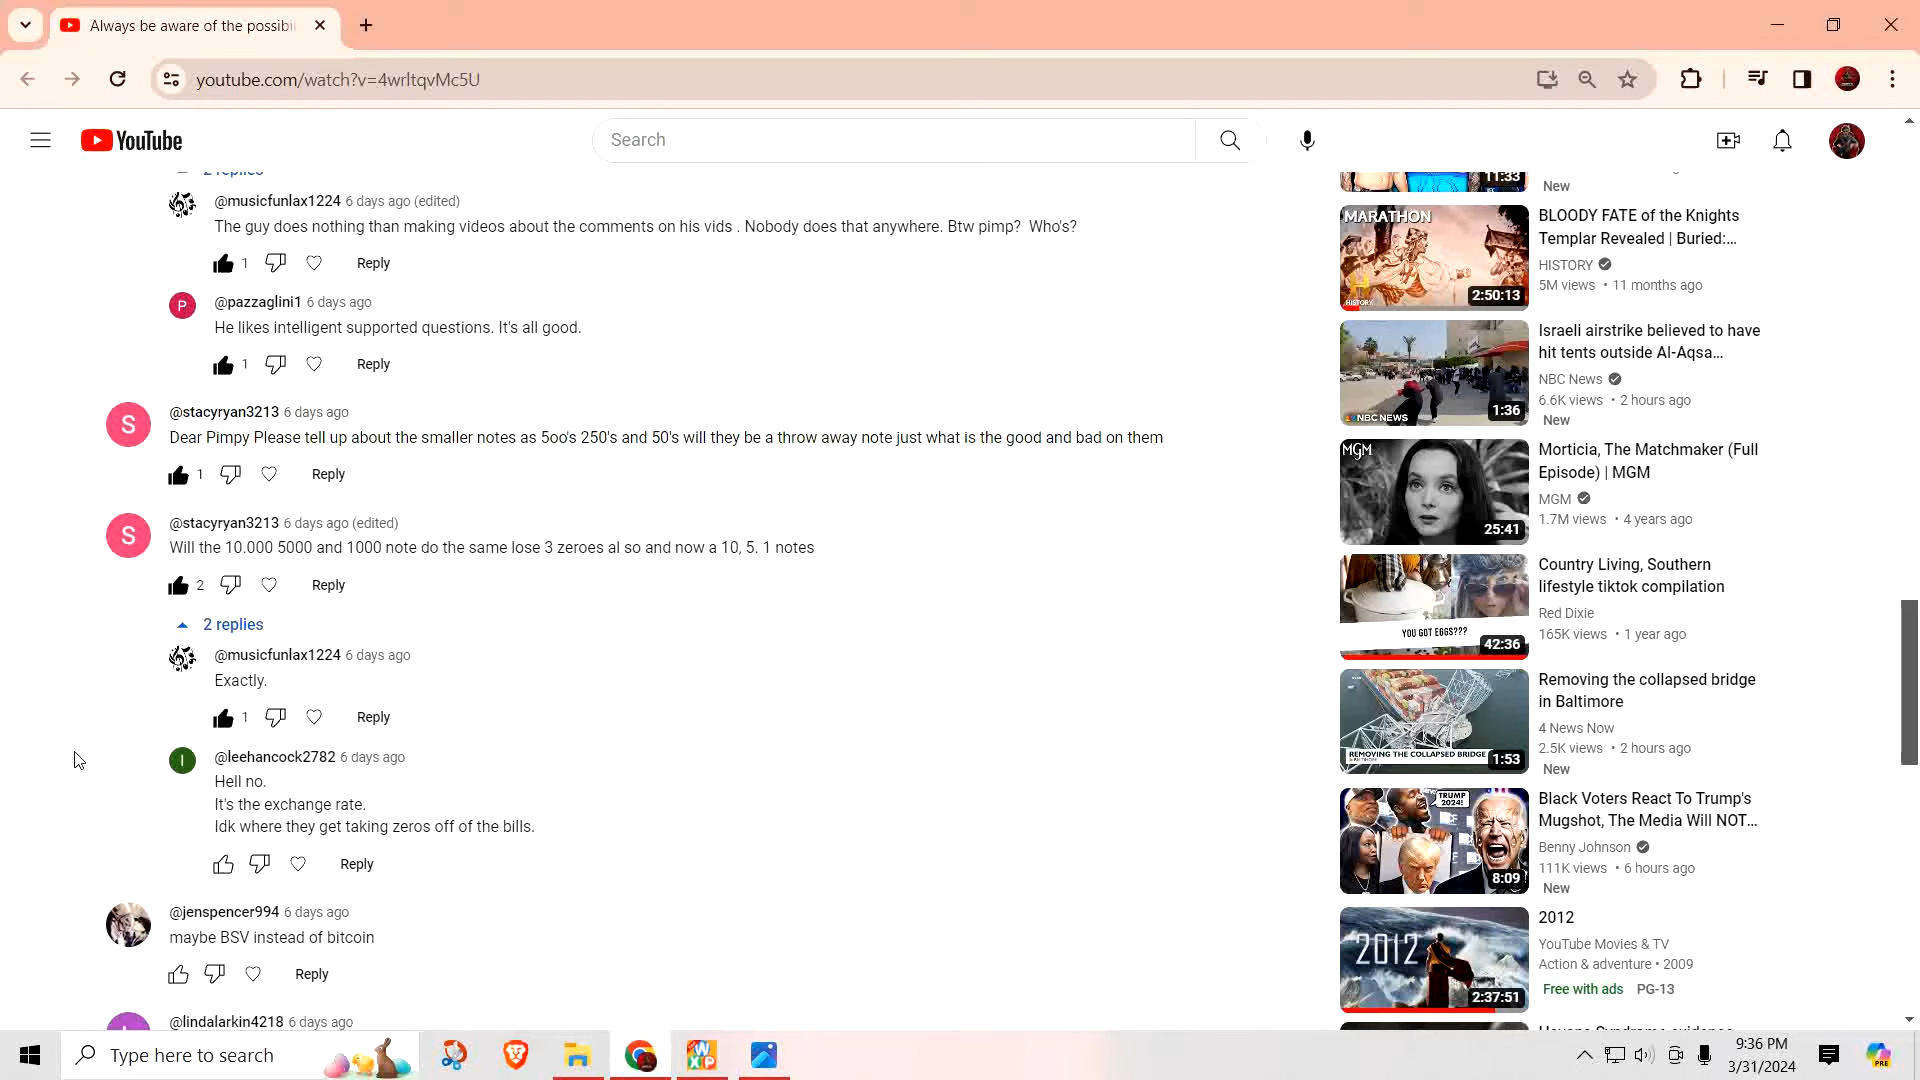 Always be aware of the possibi
youtube.com/watch?v=4wrltqvMc5U
YouTube
Search
2 replies
@musicfunlax1224 6 days ago (edited)
The guy does nothing than making videos about the comments on his vids . Nobody does that anywhere. Btw pimp?  Who's?
1
Reply
P
@pazzaglini1 6 days ago
He likes intelligent supported questions. It's all good.
1
Reply
S
@stacyryan3213 6 days ago
Dear Pimpy Please tell up about the smaller notes as 5oo's 250's and 50's will they be a throw away note just what is the good and bad on them
1
Reply
S
@stacyryan3213 6 days ago (edited)
Will the 10.000 5000 and 1000 note do the same lose 3 zeroes al so and now a 10, 5. 1 notes
2
Reply
2 replies
@musicfunlax1224 6 days ago
Exactly.
1
Reply
l
@leehancock2782 6 days ago
Hell no.
It's the exchange rate.
Idk where they get taking zeros off of the bills.
Reply
@jenspencer994 6 days ago
maybe BSV instead of bitcoin
Reply
@lindalarkin4218 6 days ago
11:33
New
MARATHON
HISTORY
2:50:13
BLOODY FATE of the Knights
Templar Revealed | Buried:...
HISTORY
5M views • 11 months ago
NBC NEWS
1:36
Israeli airstrike believed to have
hit tents outside Al-Aqsa...
NBC News
6.6K views • 2 hours ago
New
MGM
25:41
Morticia, The Matchmaker (Full
Episode) | MGM
MGM
1.7M views • 4 years ago
YOU GOT EGGS???
42:36
Country Living, Southern
lifestyle tiktok compilation
Red Dixie
165K views • 1 year ago
REMOVING THE COLLAPSED BRIDGE
1:53
Removing the collapsed bridge
in Baltimore
4 News Now
2.5K views • 2 hours ago
New
TRUMP
2024!
8:09
Black Voters React To Trump's
Mugshot, The Media Will NOT...
Benny Johnson
111K views • 6 hours ago
New
2012
2:37:51
2012
YouTube Movies & TV
Action & adventure • 2009
Free with ads PG-13
Type here to search
W
XP
9:36 PM
3/31/2024
PRE